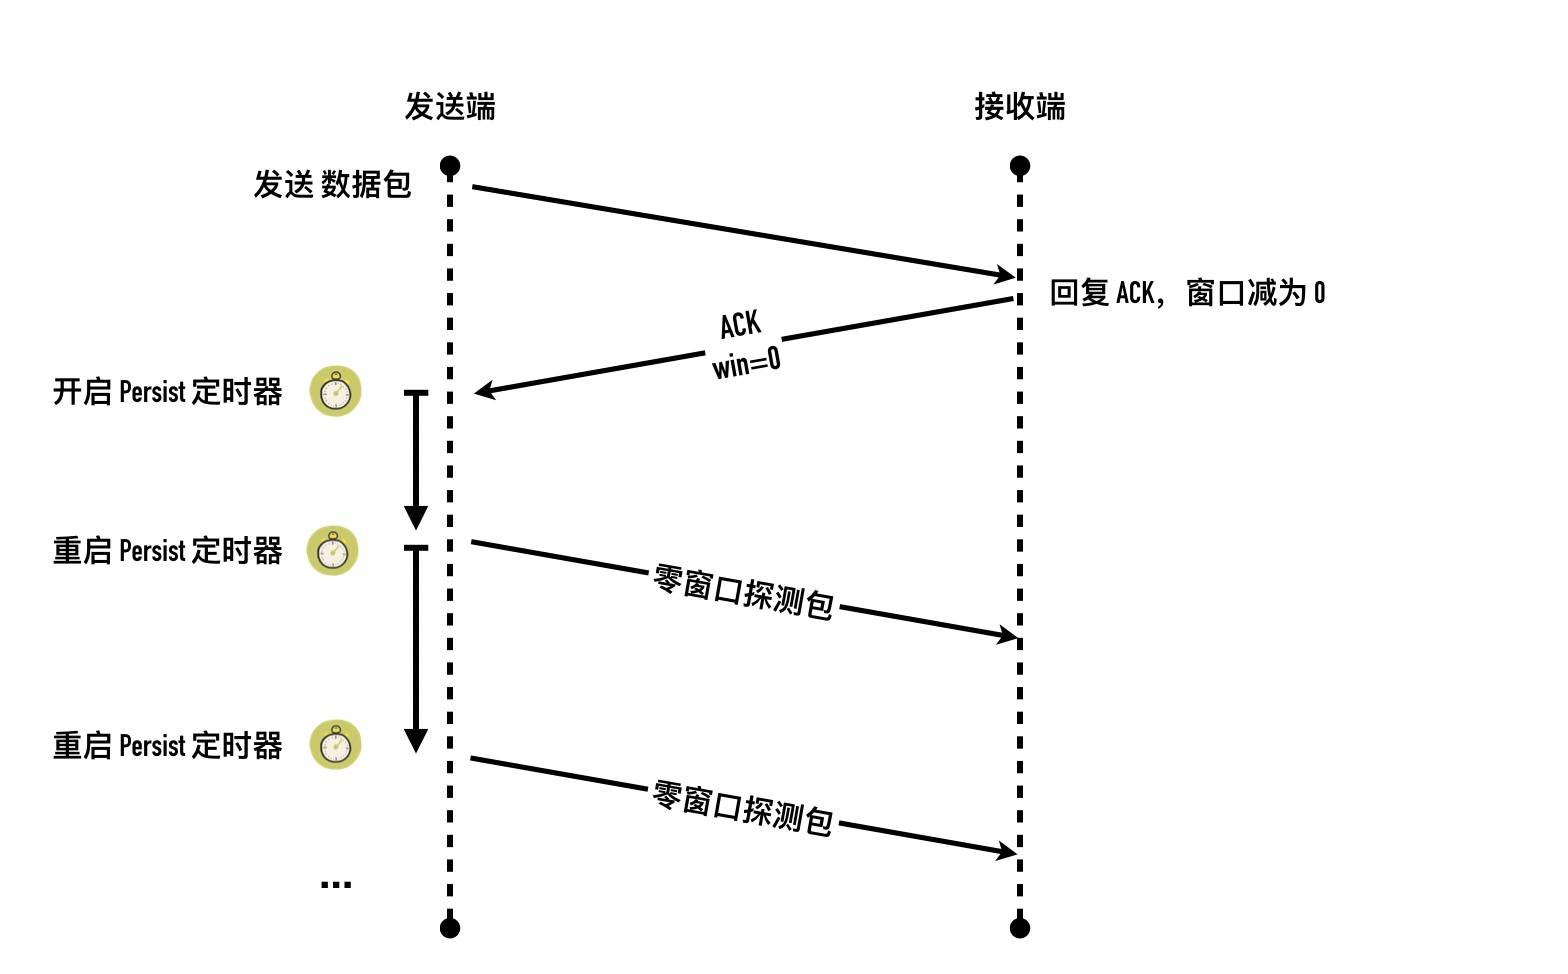 发送端
接收端
发送 数据包
回复 ACK，窗口减为 0
ACK
win=0
开启 Persist 定时器
重启 Persist 定时器
零窗口探测包
重启 Persist 定时器
零窗口探测包
...